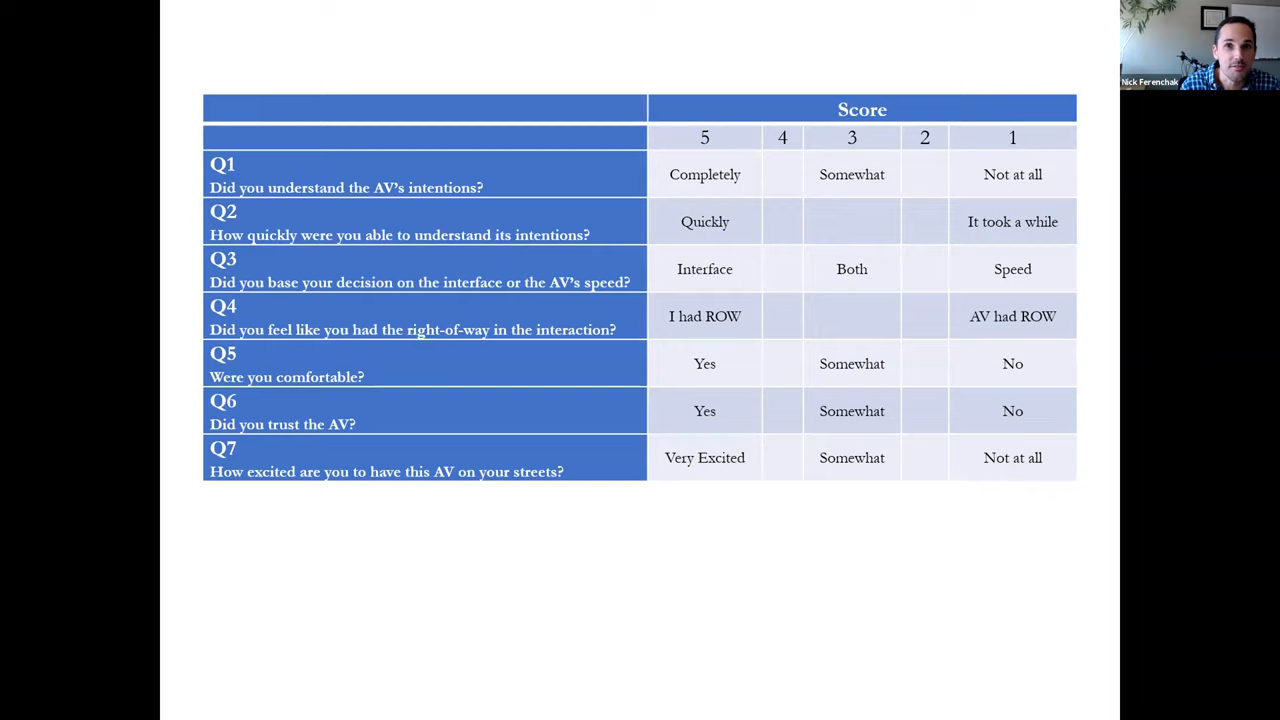 Score
5 4 3 2 1
Q1
Did you understand the AV's intentions?
Completely Somewhat Not at all
Q2
How quickly were you able to understand its intentions?
Quickly It took a while
Q3
Did you base your decision on the interface or the AV's speed?
Interface Both Speed
Q4
Did you feel like you had the right-of-way in the interaction?
I had ROW AV had ROW
Q5
Were you comfortable?
Yes Somewhat No
Q6
Did you trust the AV?
Yes Somewhat No
Q7
How excited are you to have this AV on your streets?
Very Excited Somewhat Not at all
Nick Ferenchak